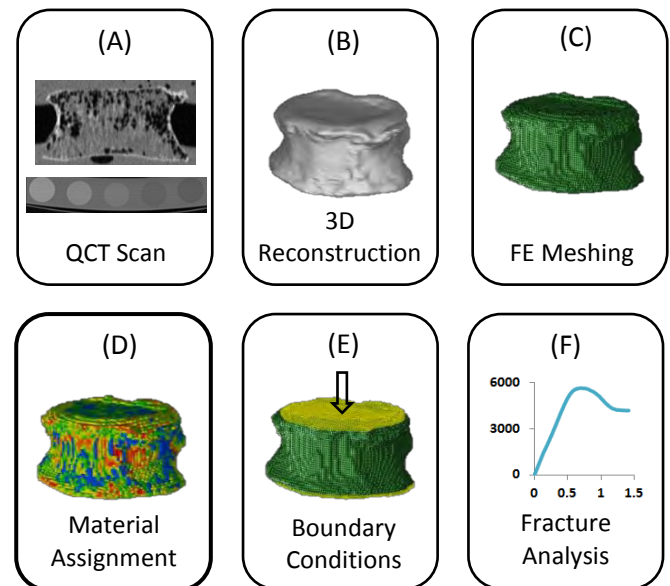 (A)
QCT Scan
(B)
3D
Reconstruction
(C)
FE Meshing
(D)
Material
Assignment
(E)
Boundary
Conditions
(F)
6000
3000
0
0 0.5 1 1.5
Fracture
Analysis